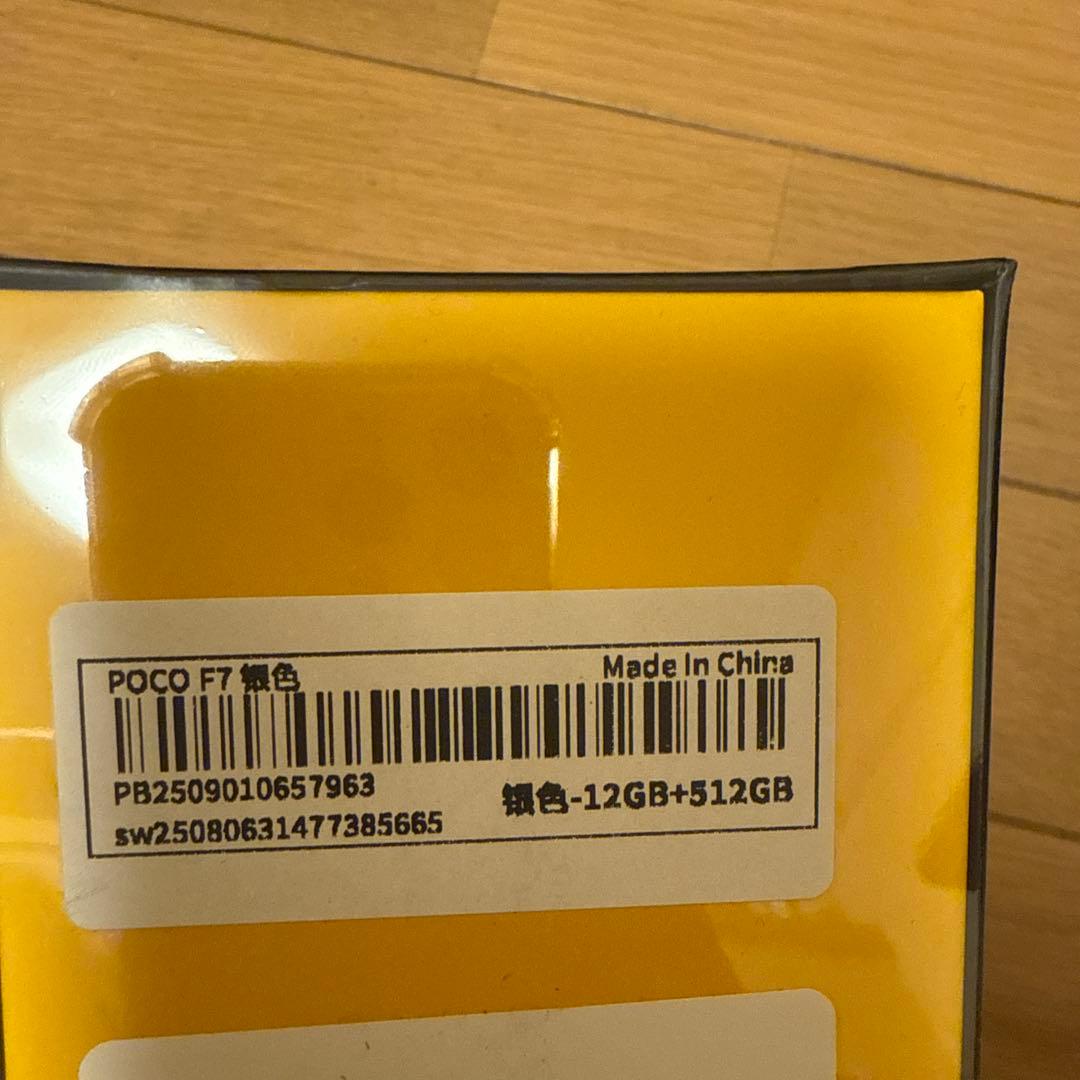 POCO F7 银色
Made In China
PB2509010657963
银色-12GB+512GB
sw25080631477385665